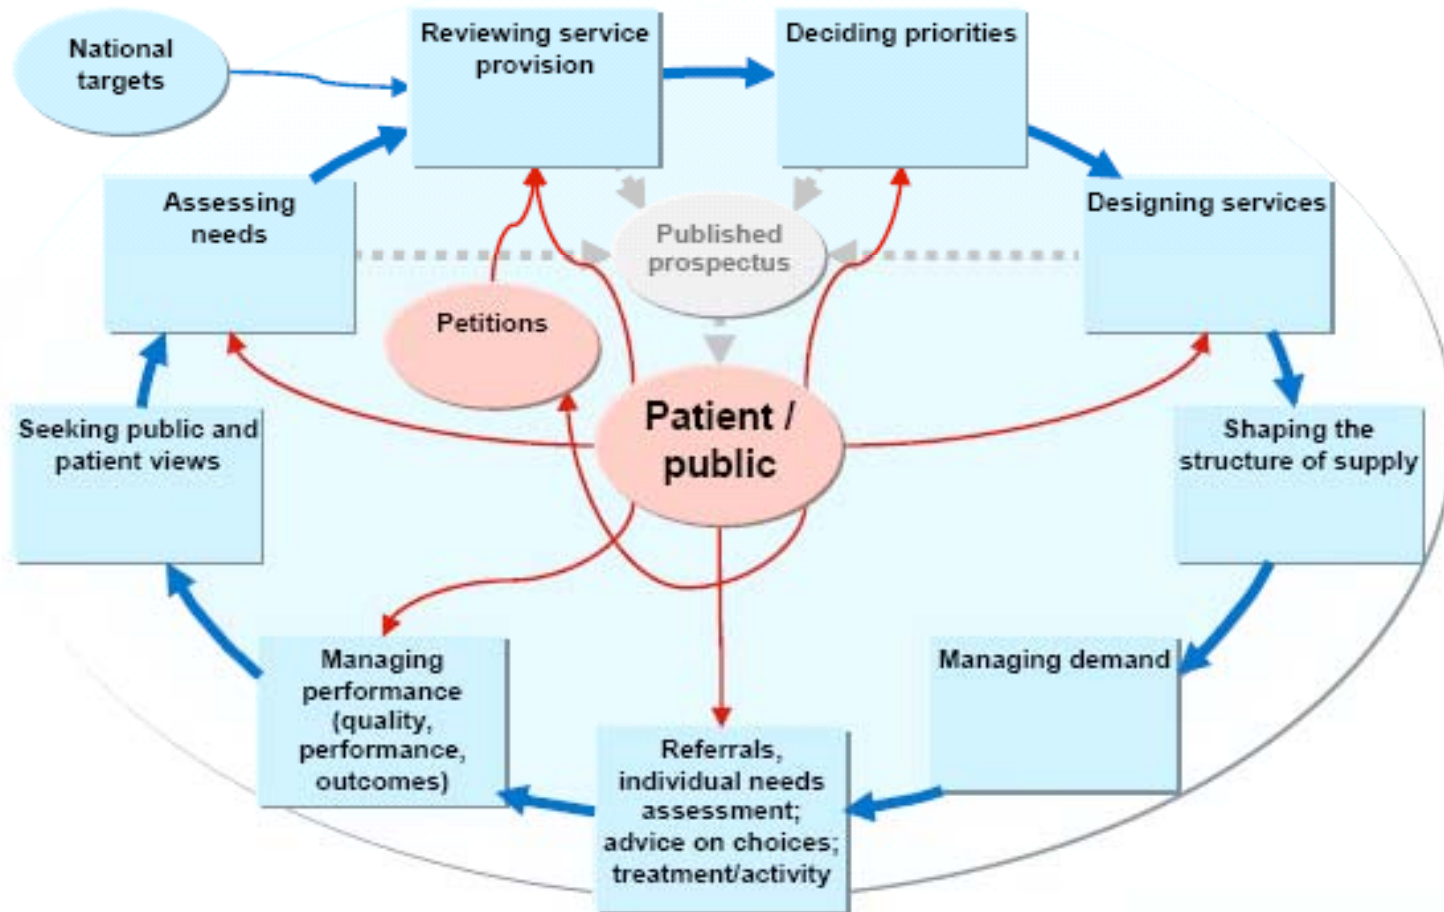 National
targets
Reviewing service
provision
Deciding priorities
Assessing
needs
Published
prospectus
Designing services
Petitions
Patient /
public
Seeking public and
patient views
Shaping the
structure of supply
Managing
performance
(quality,
performance,
outcomes)
Managing demand
Referrals,
individual needs
assessment;
advice on choices;
treatment/activity